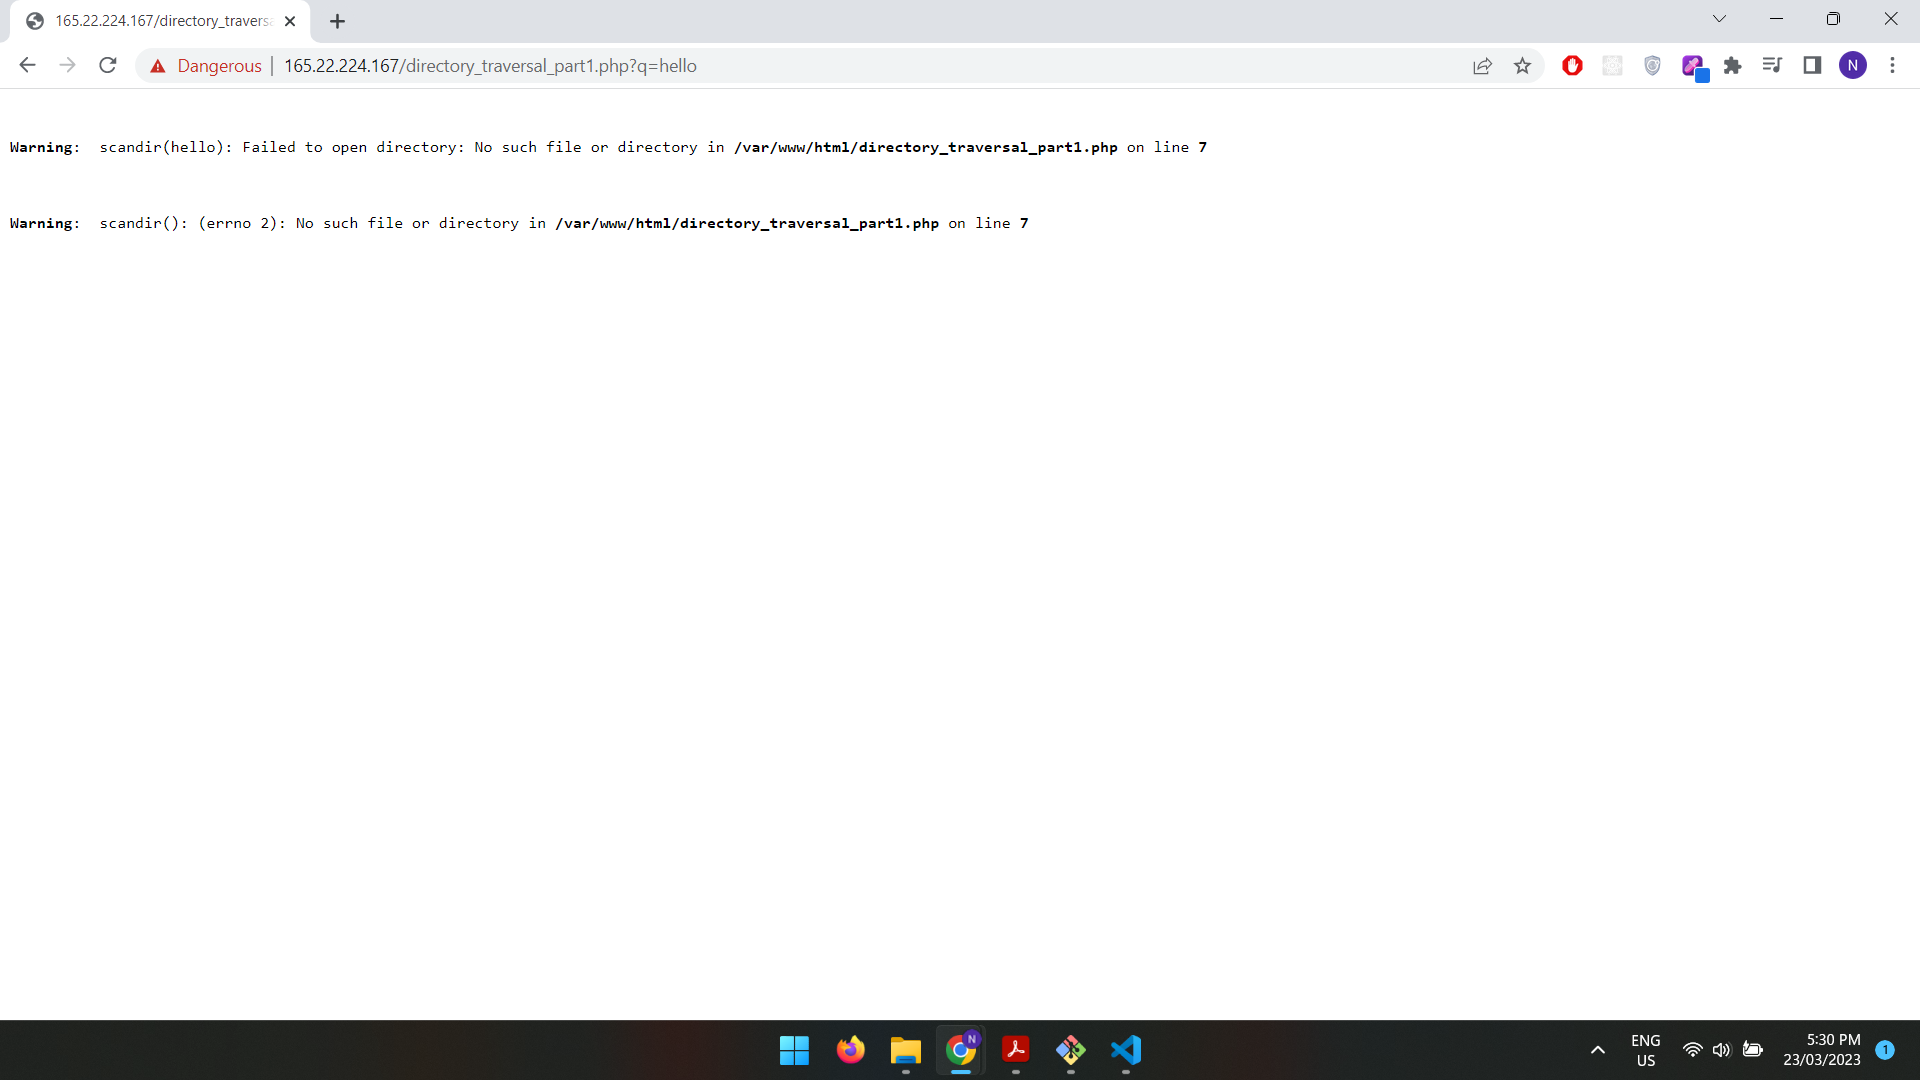 165.22.224.167/directory_travers
Dangerous | 165.22.224.167/directory_traversal_part1.php?q=hello
N
Warning:  scandir(hello): Failed to open directory: No such file or directory in /var/www/html/directory_traversal_part1.php on line 7
Warning:  scandir(): (errno 2): No such file or directory in /var/www/html/directory_traversal_part1.php on line 7
N
ENG
US
5:30 PM
23/03/2023
1